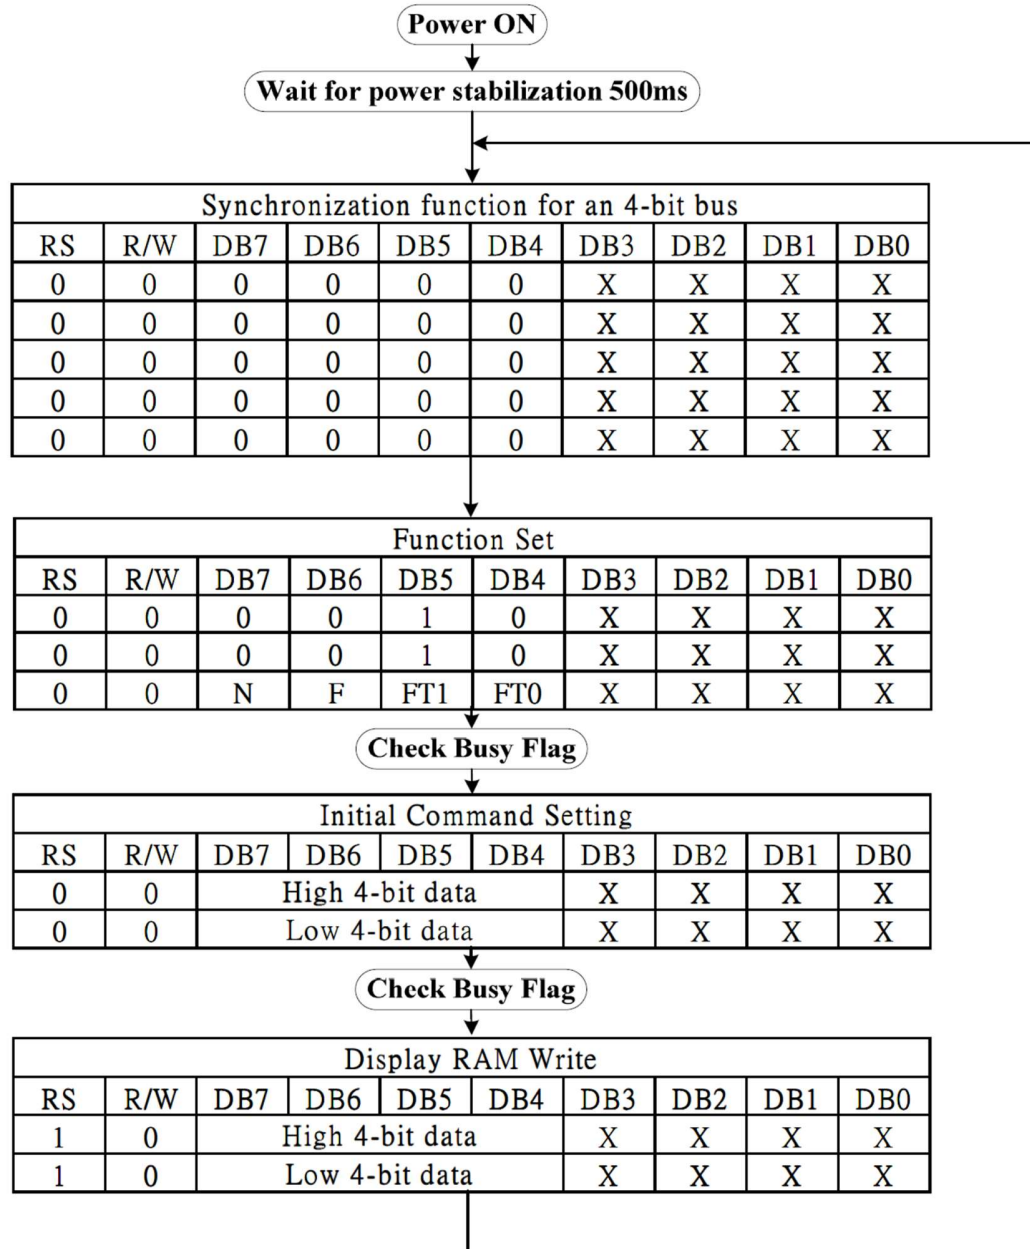 Power ON
Wait for power stabilization 500ms
Synchronization function for an 4-bit bus
RS R/W DB7 DB6 DB5 DB4 DB3 DB2 DB1 DB0
0 0 0 0 0 0 X X X X
0 0 0 0 0 0 X X X X
0 0 0 0 0 0 X X X X
0 0 0 0 0 0 X X X X
0 0 0 0 0 0 X X X X
Function Set
RS R/W DB7 DB6 DB5 DB4 DB3 DB2 DB1 DB0
0 0 0 0 1 0 X X X X
0 0 0 0 1 0 X X X X
0 0 N F FT1 FT0 X X X X
Check Busy Flag
Initial Command Setting
RS R/W DB7 DB6 DB5 DB4 DB3 DB2 DB1 DB0
0 0 High 4-bit data X X X X
0 0 Low 4-bit data X X X X
Check Busy Flag
Display RAM Write
RS R/W DB7 DB6 DB5 DB4 DB3 DB2 DB1 DB0
1 0 High 4-bit data X X X X
1 0 Low 4-bit data X X X X